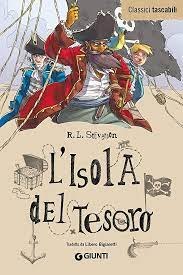 Classici tascabili
R. L. Stevenson
L'Isola
del Tesoro
Tradotto da Libero Bigiaretti
GIUNTI